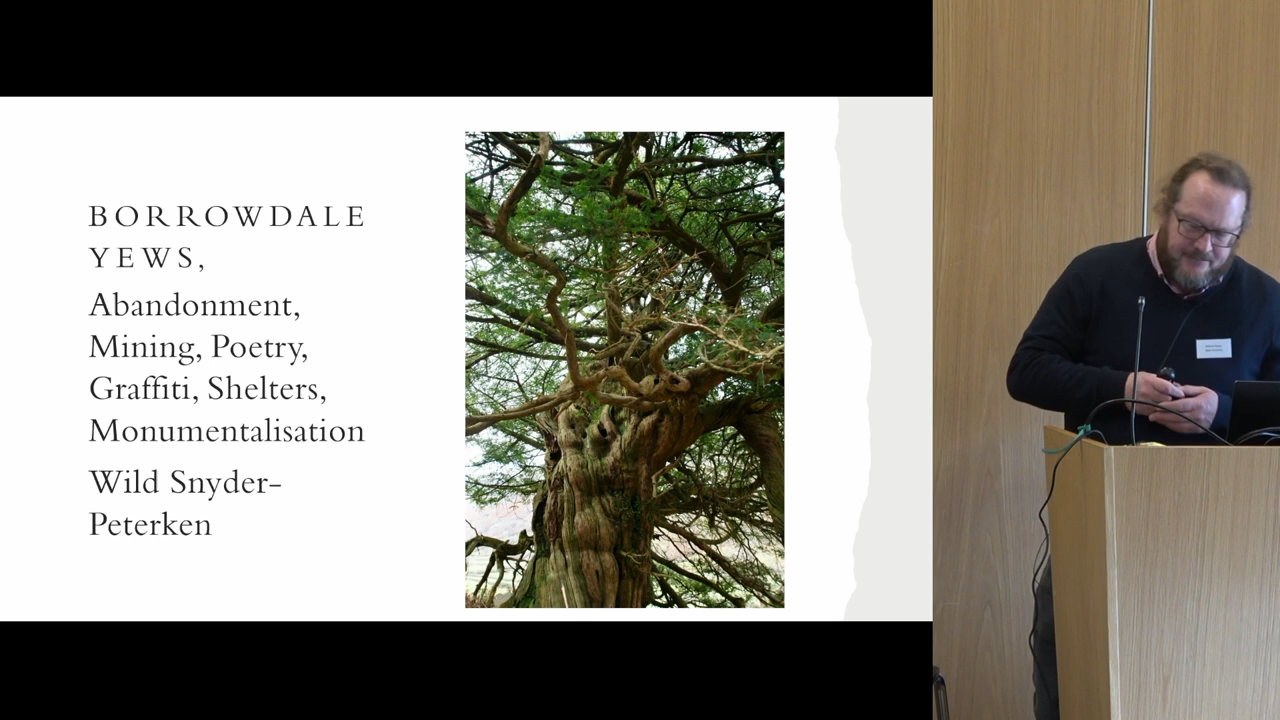 BORROWDALE
YEWS,
Abandonment,
Mining, Poetry,
Graffiti, Shelters,
Monumentalisation
Wild Snyder-
Peterken